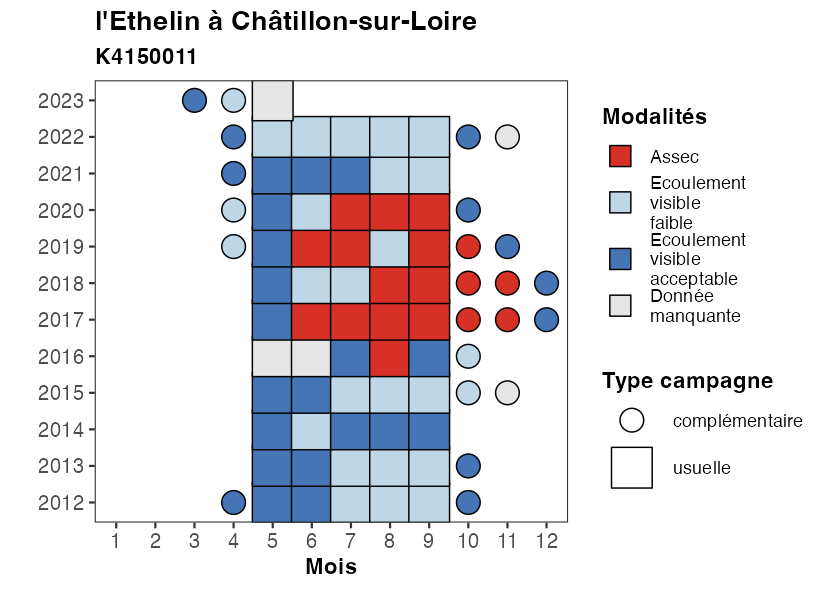 l'Ethelin à Châtillon-sur-Loire
K4150011
2023
2022
2021
2020
2019
2018
2017
2016
2015
2014
2013
2012
1 2 3 4 5 6 7 8 9 10 11 12
Mois
Modalités
Assec
Ecoulement
visible
faible
Ecoulement
visible
acceptable
Donnée
manquante
Type campagne
complémentaire
usuelle